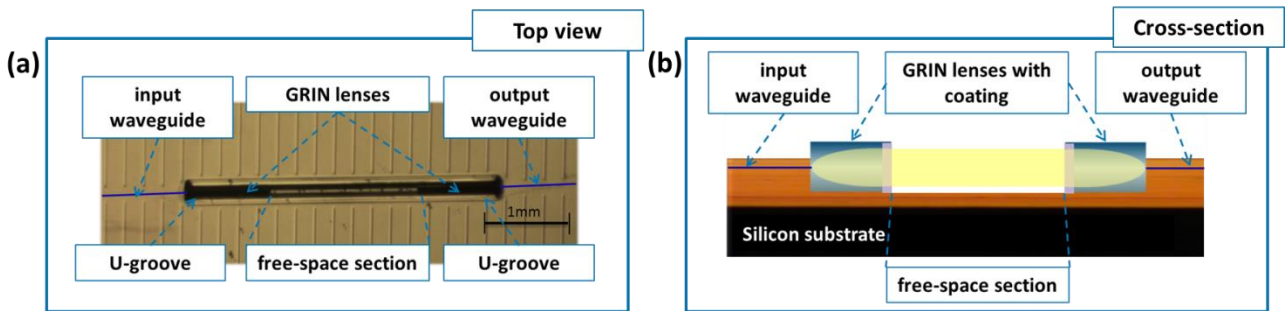 Top view
(a)
input
waveguide
GRIN lenses
output
waveguide
1mm
U-groove
free-space section
U-groove
Cross-section
(b)
input
waveguide
GRIN lenses with
coating
output
waveguide
Silicon substrate
free-space section